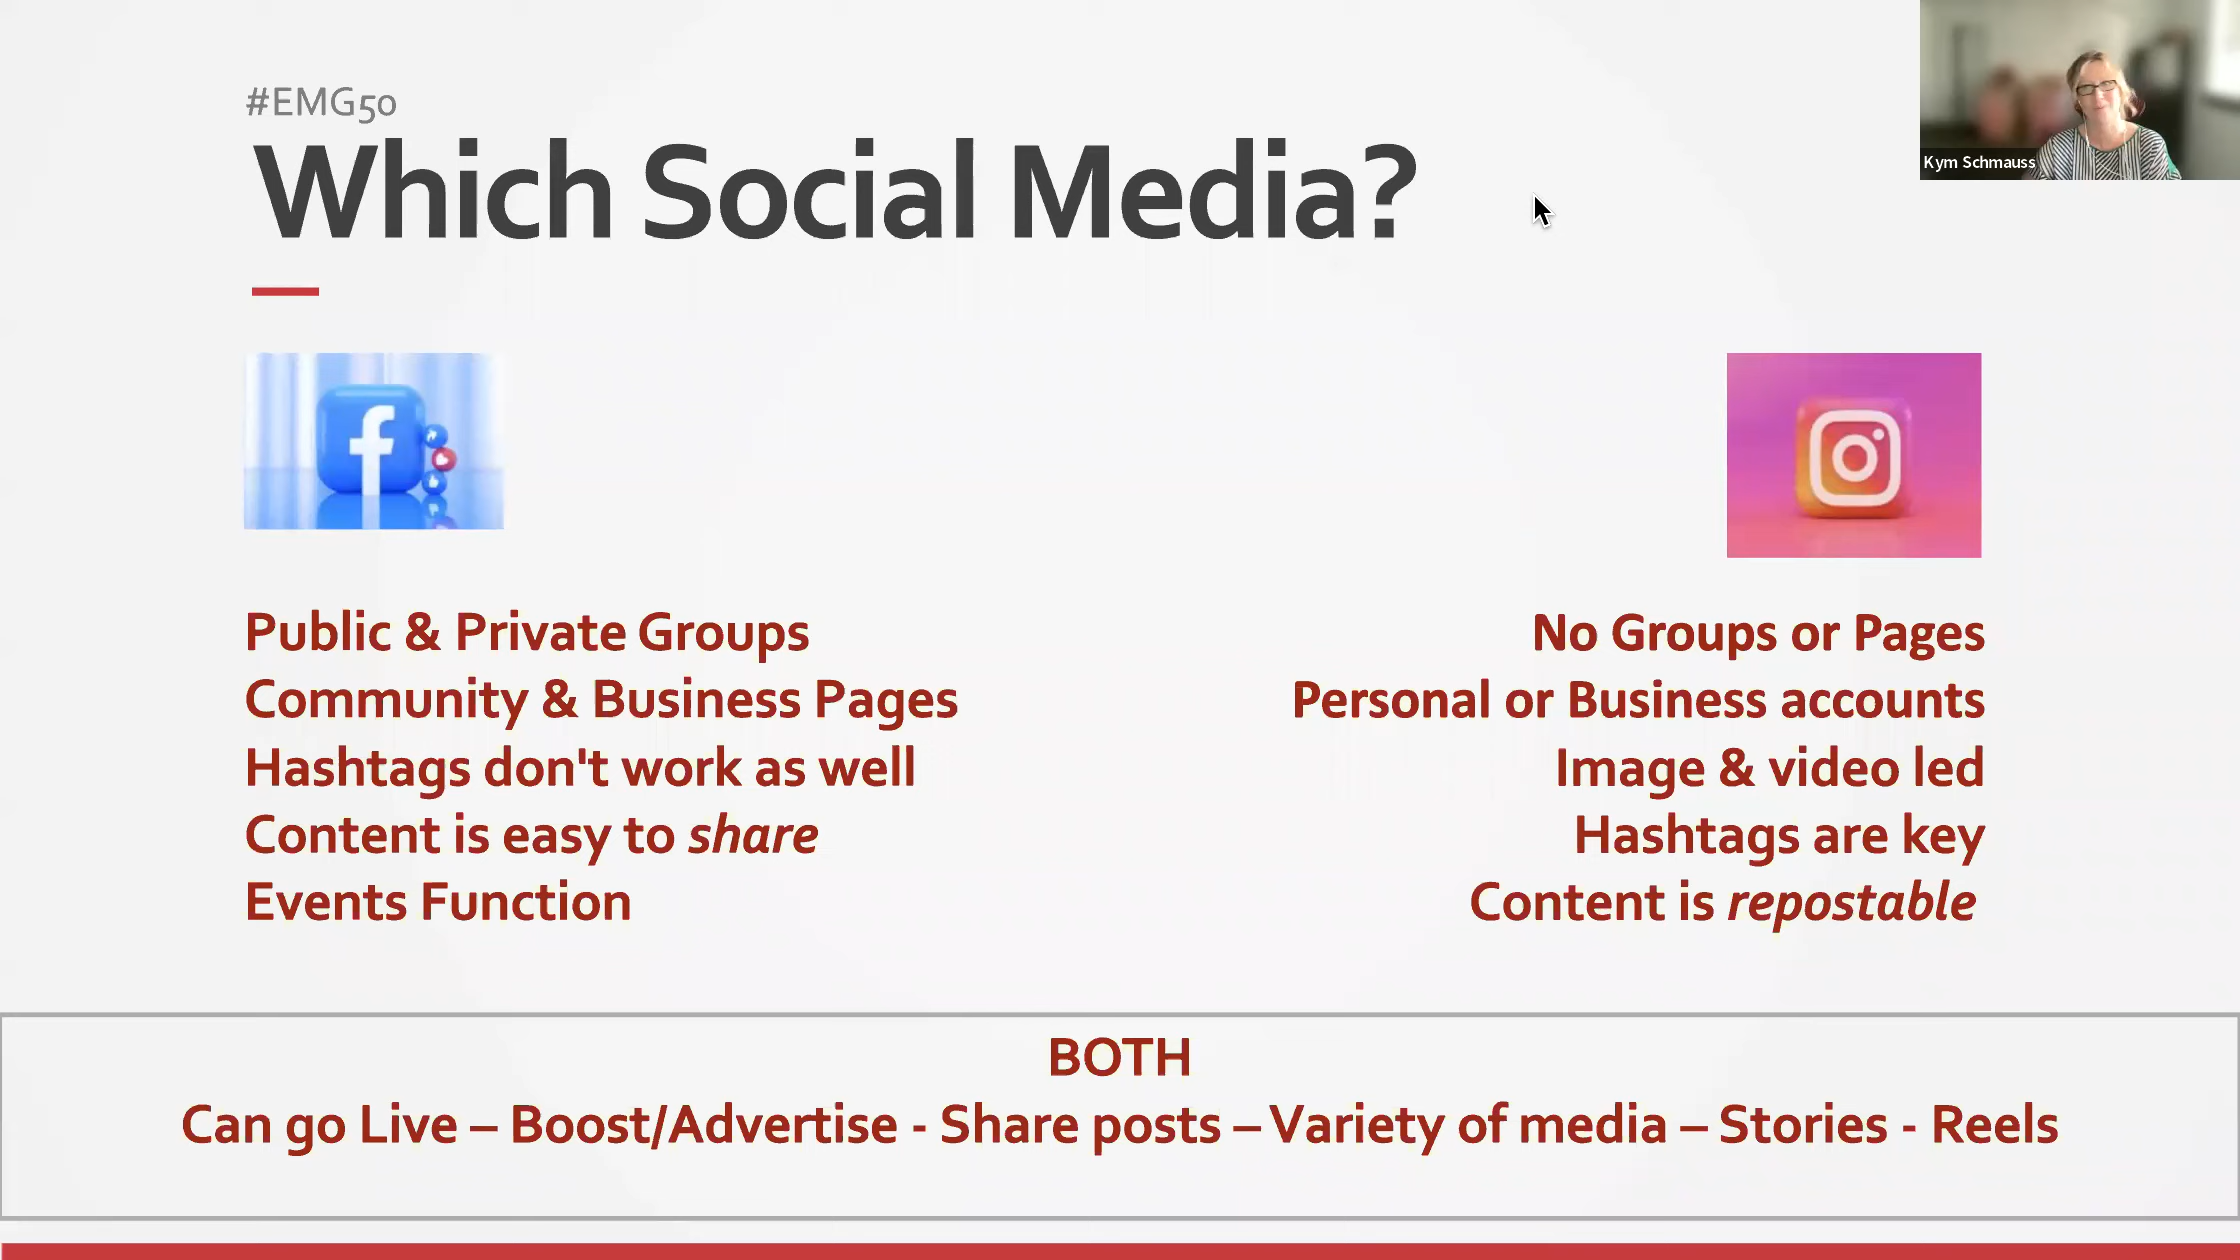 #EMG50
Which Social Media?
Kym Schmauss
Public & Private Groups
Community & Business Pages
Hashtags don't work as well
Content is easy to share
Events Function
No Groups or Pages
Personal or Business accounts
Image & video led
Hashtags are key
Content is repostable
BOTH
Can go Live – Boost/Advertise - Share posts – Variety of media – Stories - Reels